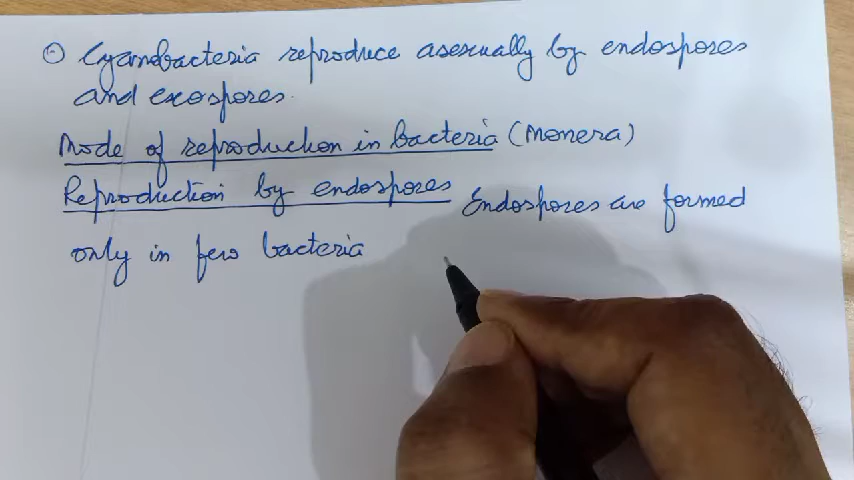 Cyanobacteria reproduce asexually by endospores
and exospores.
Mode of reproduction in bacteria (Monera)
Reproduction by endospores Endospores are formed
only in few bacteria